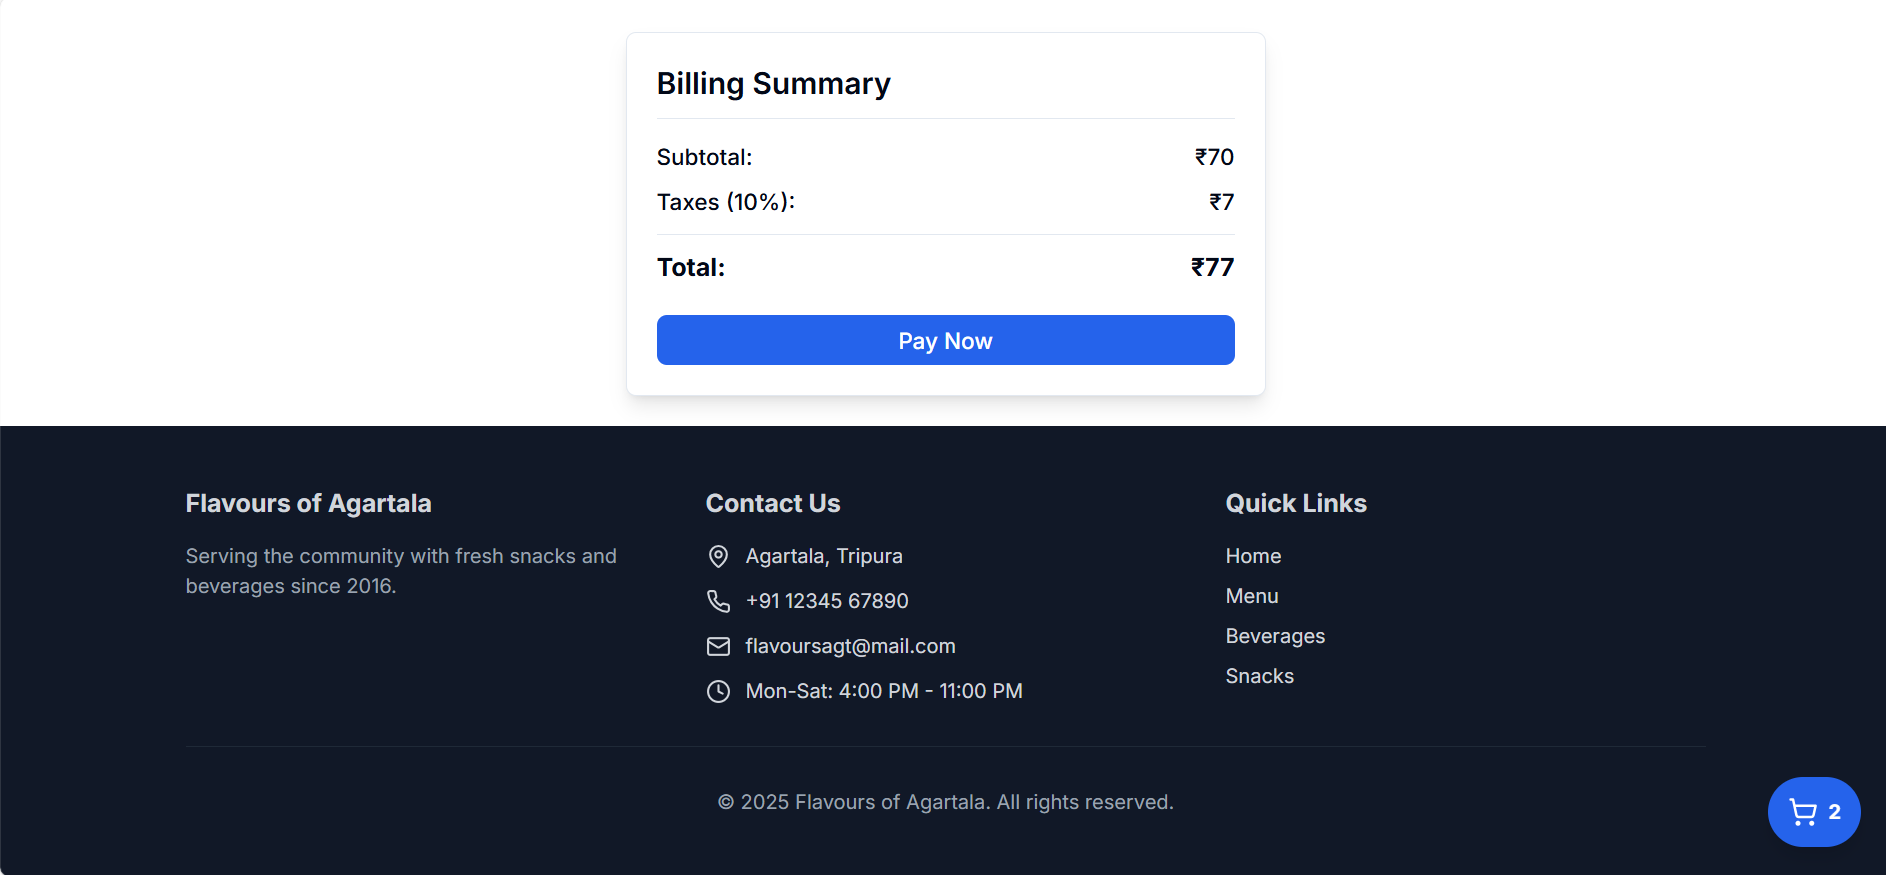 Billing Summary
Subtotal: ₹70
Taxes (10%): ₹7
Total: ₹77
Pay Now
Flavours of Agartala
Serving the community with fresh snacks and
beverages since 2016.
Contact Us
Agartala, Tripura
+91 12345 67890
flavoursagt@mail.com
Mon-Sat: 4:00 PM - 11:00 PM
Quick Links
Home
Menu
Beverages
Snacks
© 2025 Flavours of Agartala. All rights reserved.
2